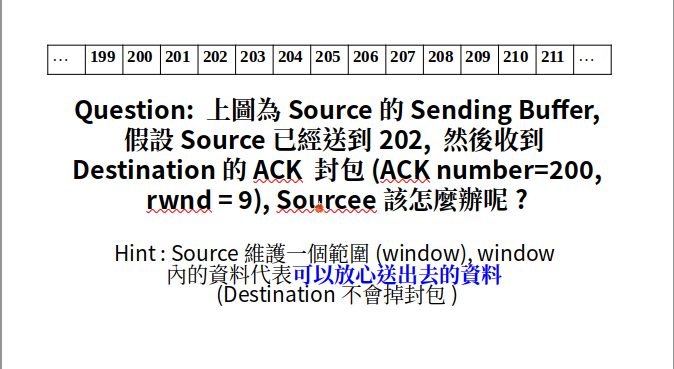 ... 199 200 201 202 203 204 205 206 207 208 209 210 211 ...
Question: 上圖為 Source 的 Sending Buffer,
假設 Source 已經送到 202, 然後收到
Destination 的 ACK 封包 (ACK number=200,
rwnd = 9), Sourcee 該怎麼辦呢 ?
Hint : Source 維護一個範圍 (window), window
內的資料代表可以放心送出去的資料
(Destination 不會掉封包 )